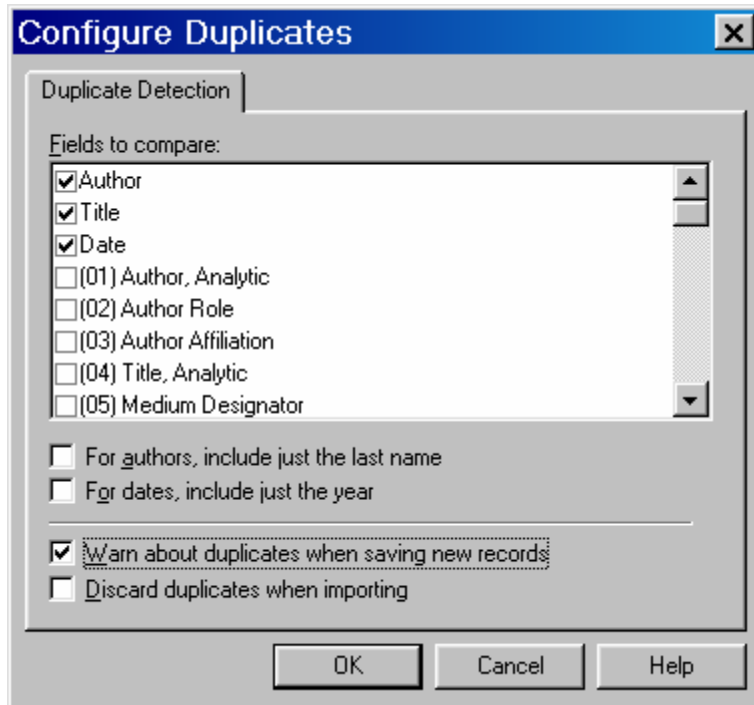 Configure Duplicates
Duplicate Detection
Fields to compare:
Author
Title
Date
(01) Author, Analytic
(02) Author Role
(03) Author Affiliation
(04) Title, Analytic
(05) Medium Designator
For authors, include just the last name
For dates, include just the year
Warn about duplicates when saving new records
Discard duplicates when importing
OK Cancel Help